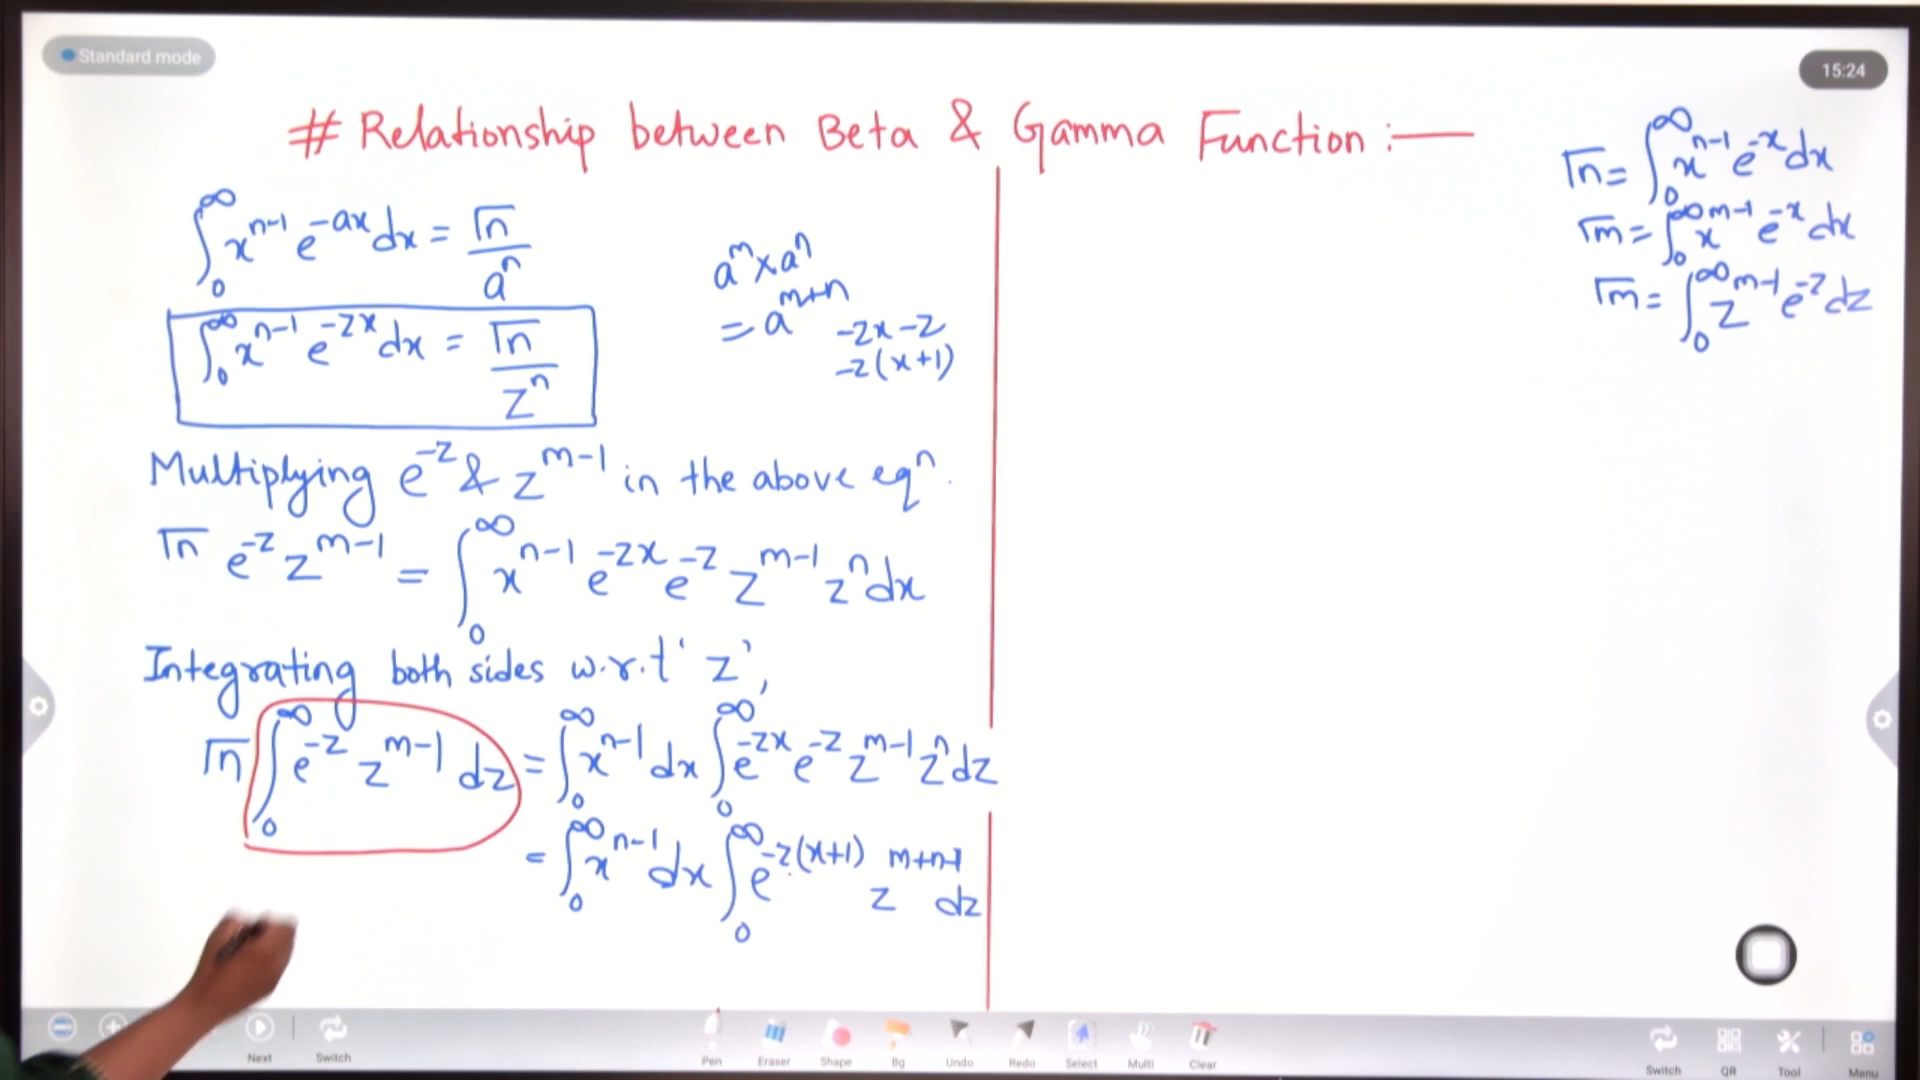 Standard mode
15:24
# Relationship between Beta & Gamma Function :—
∫₀^∞ x^{n-1} e^{-ax} dx = Γn / a^n
∫₀^∞ x^{n-1} e^{-zx} dx = Γn / z^n
a^m × a^n
= a^{m+n}
-zx-z
-z(x+1)
Multiplying e^{-z} & z^{m-1} in the above eqⁿ.
Γn e^{-z} z^{m-1} = ∫₀^∞ x^{n-1} e^{-zx} e^{-z} z^{m-1} z^n dx
Integrating both sides w.r.t 'z',
Γn ∫₀^∞ e^{-z} z^{m-1} dz = ∫₀^∞ x^{n-1} dx ∫₀^∞ e^{-zx} e^{-z} z^{m-1} z^n dz
= ∫₀^∞ x^{n-1} dx ∫₀^∞ e^{-z(x+1)} z^{m+n-1} dz
Γn = ∫₀^∞ x^{n-1} e^{-x} dx
Γm = ∫₀^∞ x^{m-1} e^{-x} dx
Γm = ∫₀^∞ z^{m-1} e^{-z} dz
Next Switch Pen Eraser Shape Bg Undo Redo Select Multi Clear Switch QR Tool Menu